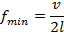 f_min = v/2l